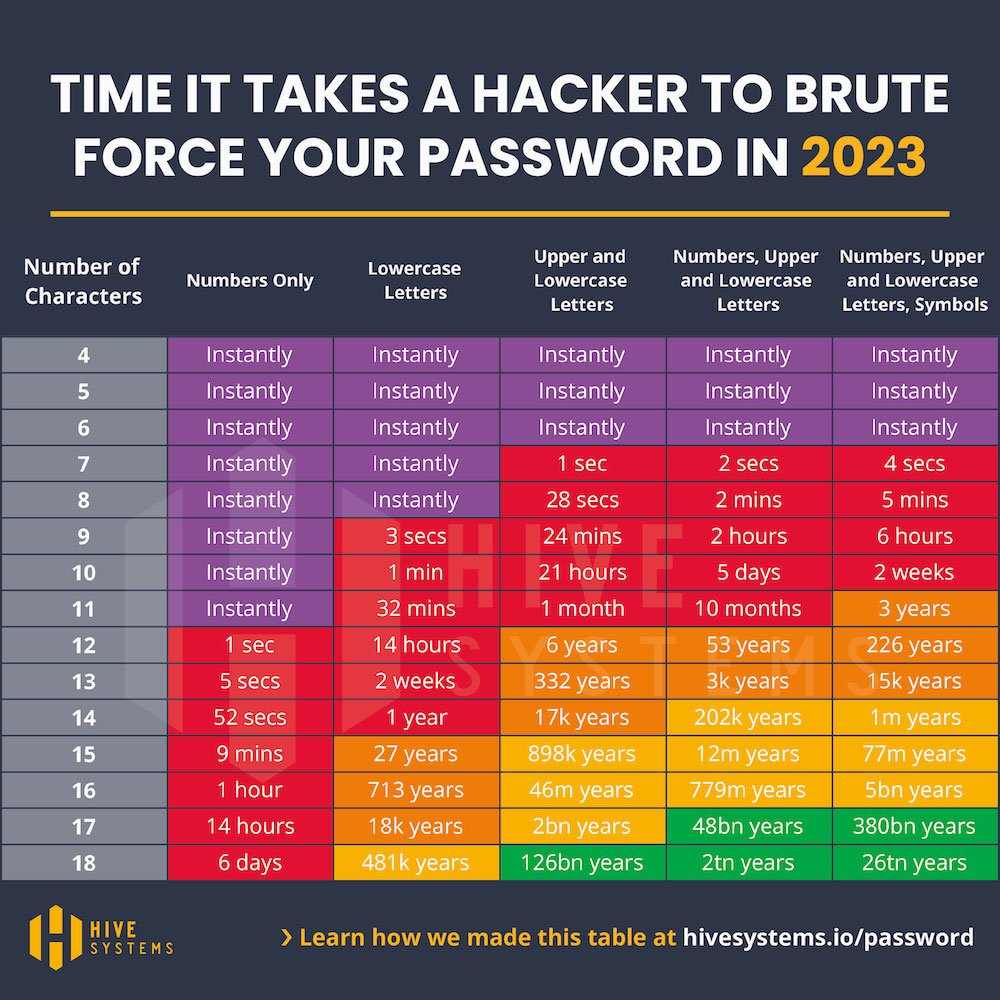 TIME IT TAKES A HACKER TO BRUTE
FORCE YOUR PASSWORD IN 2023
Number of Characters Numbers Only Lowercase Letters Upper and Lowercase Letters Numbers, Upper and Lowercase Letters Numbers, Upper and Lowercase Letters, Symbols
4 Instantly Instantly Instantly Instantly Instantly
5 Instantly Instantly Instantly Instantly Instantly
6 Instantly Instantly Instantly Instantly Instantly
7 Instantly Instantly 1 sec 2 secs 4 secs
8 Instantly Instantly 28 secs 2 mins 5 mins
9 Instantly 3 secs 24 mins 2 hours 6 hours
10 Instantly 1 min 21 hours 5 days 2 weeks
11 Instantly 32 mins 1 month 10 months 3 years
12 1 sec 14 hours 6 years 53 years 226 years
13 5 secs 2 weeks 332 years 3k years 15k years
14 52 secs 1 year 17k years 202k years 1m years
15 9 mins 27 years 898k years 12m years 77m years
16 1 hour 713 years 46m years 779m years 5bn years
17 14 hours 18k years 2bn years 48bn years 380bn years
18 6 days 481k years 126bn years 2tn years 26tn years
HIVE
SYSTEMS
HIVE
SYSTEMS
› Learn how we made this table at hivesystems.io/password